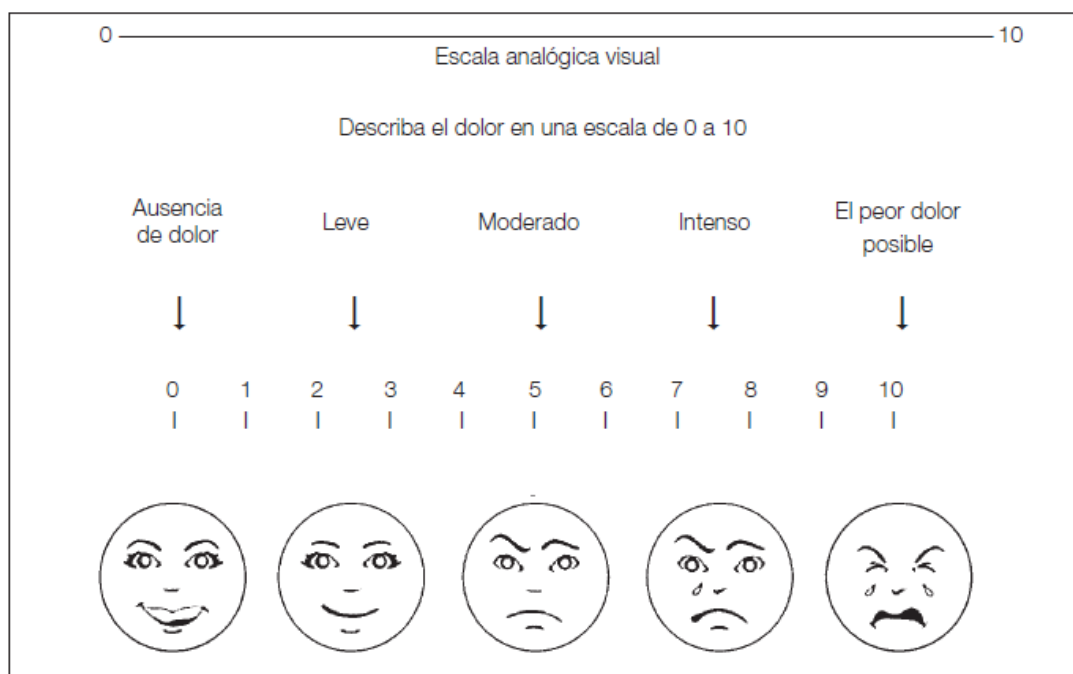 0 10
Escala analógica visual
Describa el dolor en una escala de 0 a 10
Ausencia
de dolor
Leve
Moderado
Intenso
El peor dolor
posible
0 1 2 3 4 5 6 7 8 9 10